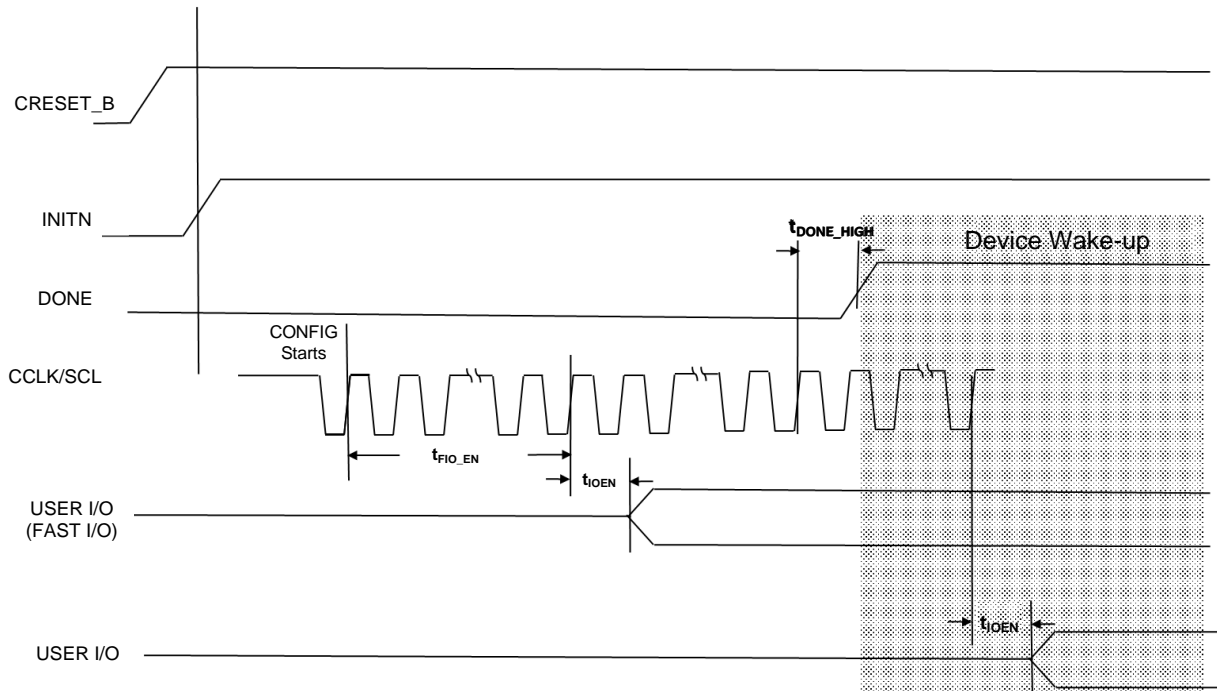 CRESET_B
INITN
tDONE_HIGH
Device Wake-up
DONE
CONFIG
Starts
CCLK/SCL
tFIO_EN
tIOEN
USER I/O
(FAST I/O)
tIOEN
USER I/O